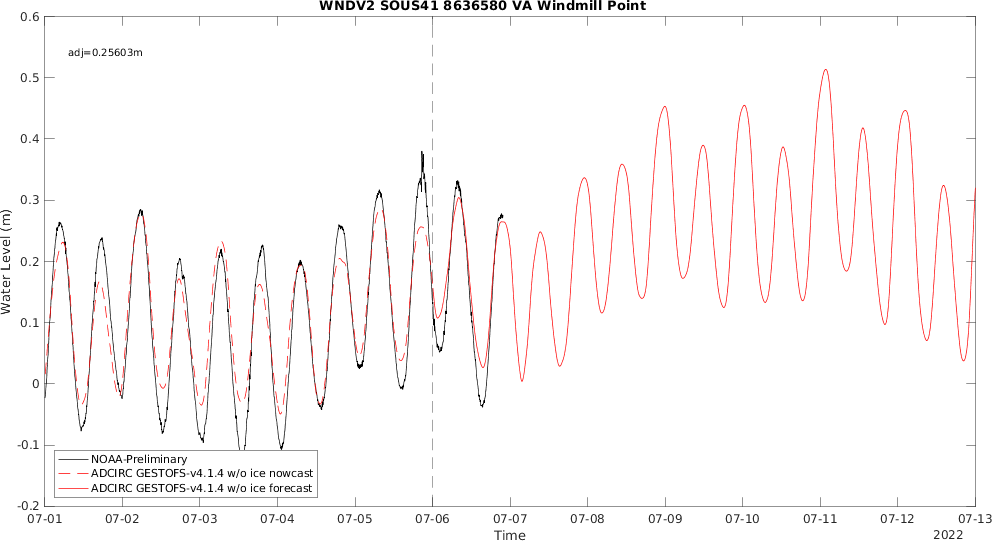 WNDV2 SOUS41 8636580 VA Windmill Point
adj=0.25603m
Water Level (m)
0.6
0.5
0.4
0.3
0.2
0.1
0
-0.1
-0.2
NOAA-Preliminary
ADCIRC GESTOFS-v4.1.4 w/o ice nowcast
ADCIRC GESTOFS-v4.1.4 w/o ice forecast
07-01 07-02 07-03 07-04 07-05 07-06 07-07 07-08 07-09 07-10 07-11 07-12 07-13
Time
2022